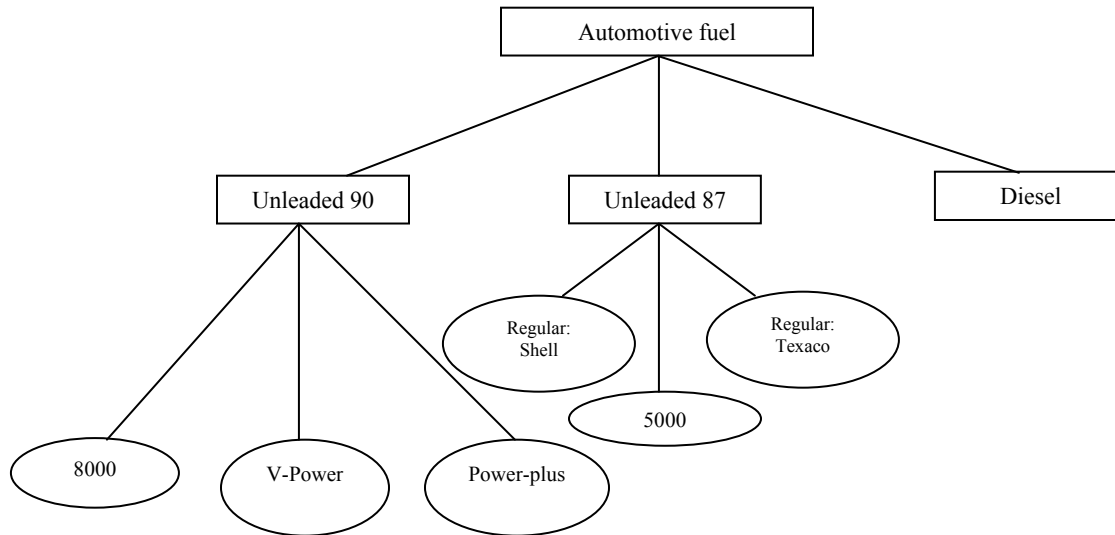 Automotive fuel
Unleaded 90
Unleaded 87
Diesel
Regular:
Shell
Regular:
Texaco
5000
8000
V-Power
Power-plus